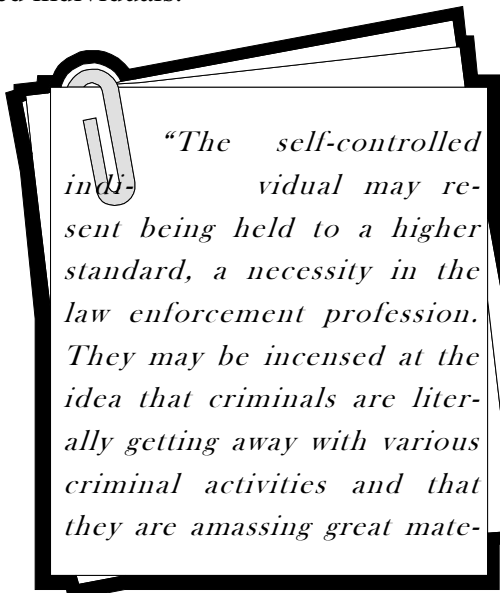 ed individuals.
“The self-controlled
indi- vidual may re-
sent being held to a higher
standard, a necessity in the
law enforcement profession.
They may be incensed at the
idea that criminals are liter-
ally getting away with various
criminal activities and that
they are amassing great mate-